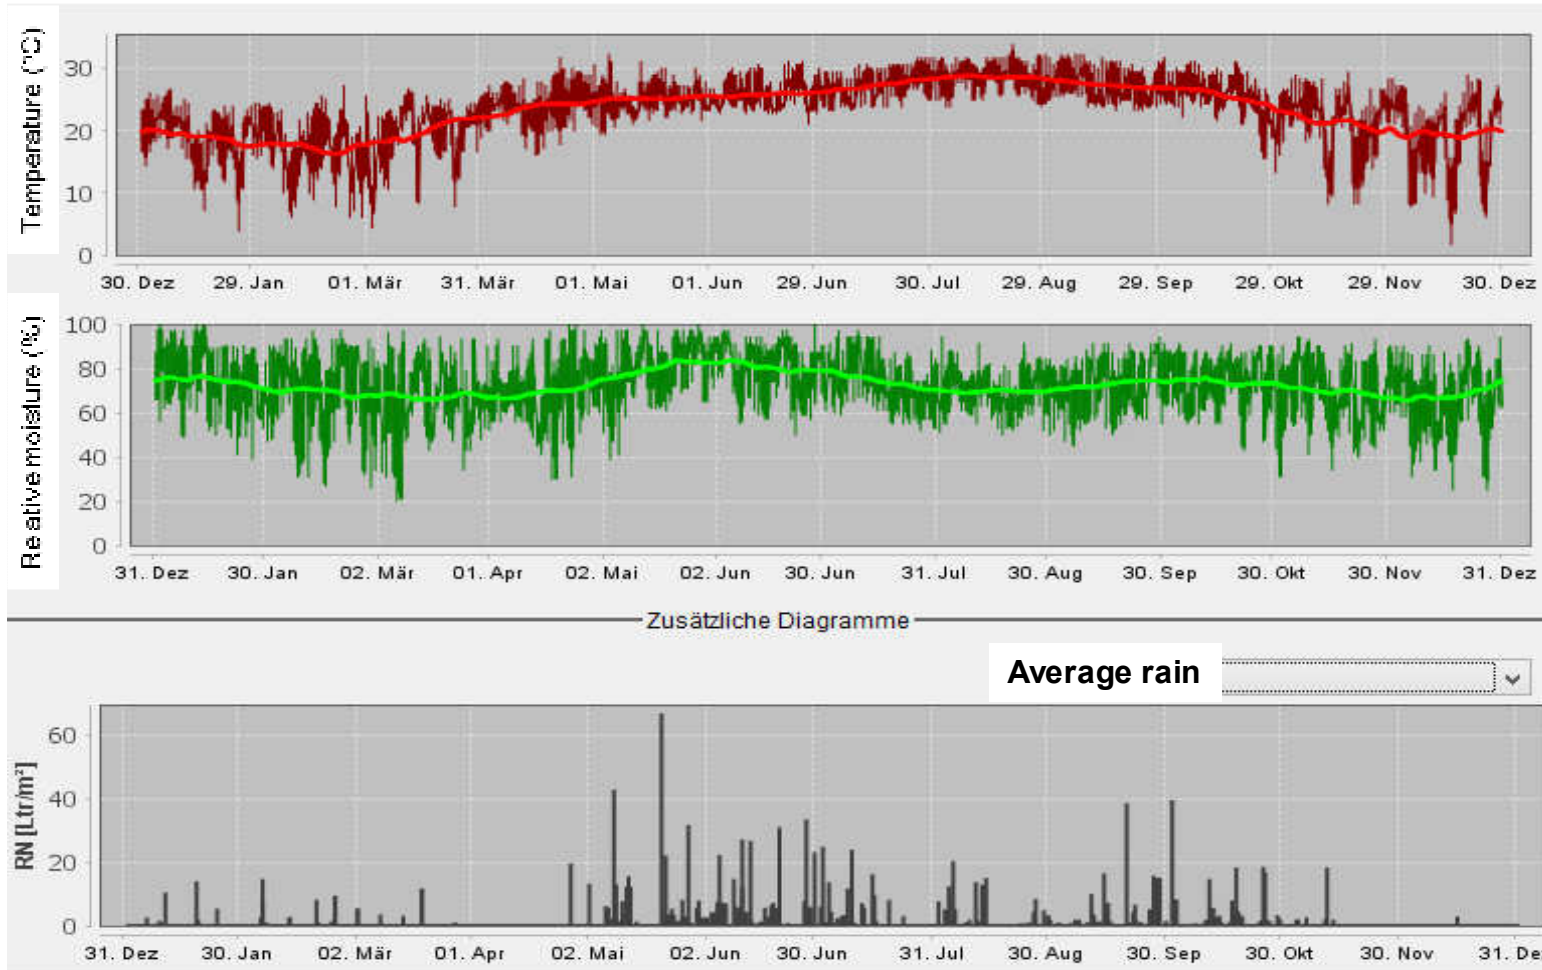 Temperature (°C)
30
20
10
0
30. Dez 29. Jan 01. Mär 31. Mär 01. Mai 01. Jun 29. Jun 30. Jul 29. Aug 29. Sep 29. Okt 29. Nov 30. Dez
Relative moisture (%)
100
80
60
40
20
0
31. Dez 30. Jan 02. Mär 01. Apr 02. Mai 02. Jun 30. Jun 31. Jul 30. Aug 30. Sep 30. Okt 30. Nov 31. Dez
Zusätzliche Diagramme
Average rain
RN [Ltr/m²]
60
40
20
0
31. Dez 30. Jan 02. Mär 01. Apr 02. Mai 02. Jun 30. Jun 31. Jul 30. Aug 30. Sep 30. Okt 30. Nov 31. De